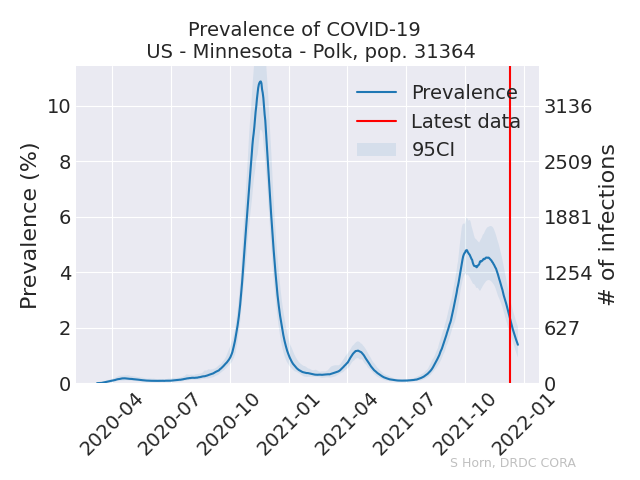 Prevalence of COVID-19
US - Minnesota - Polk, pop. 31364
Prevalence
Latest data
95CI
Prevalence (%)
10
8
6
4
2
0
3136
2509
1881
1254
627
0
# of infections
2020-04
2020-07
2020-10
2021-01
2021-04
2021-07
2021-10
2022-01
S Horn, DRDC CORA